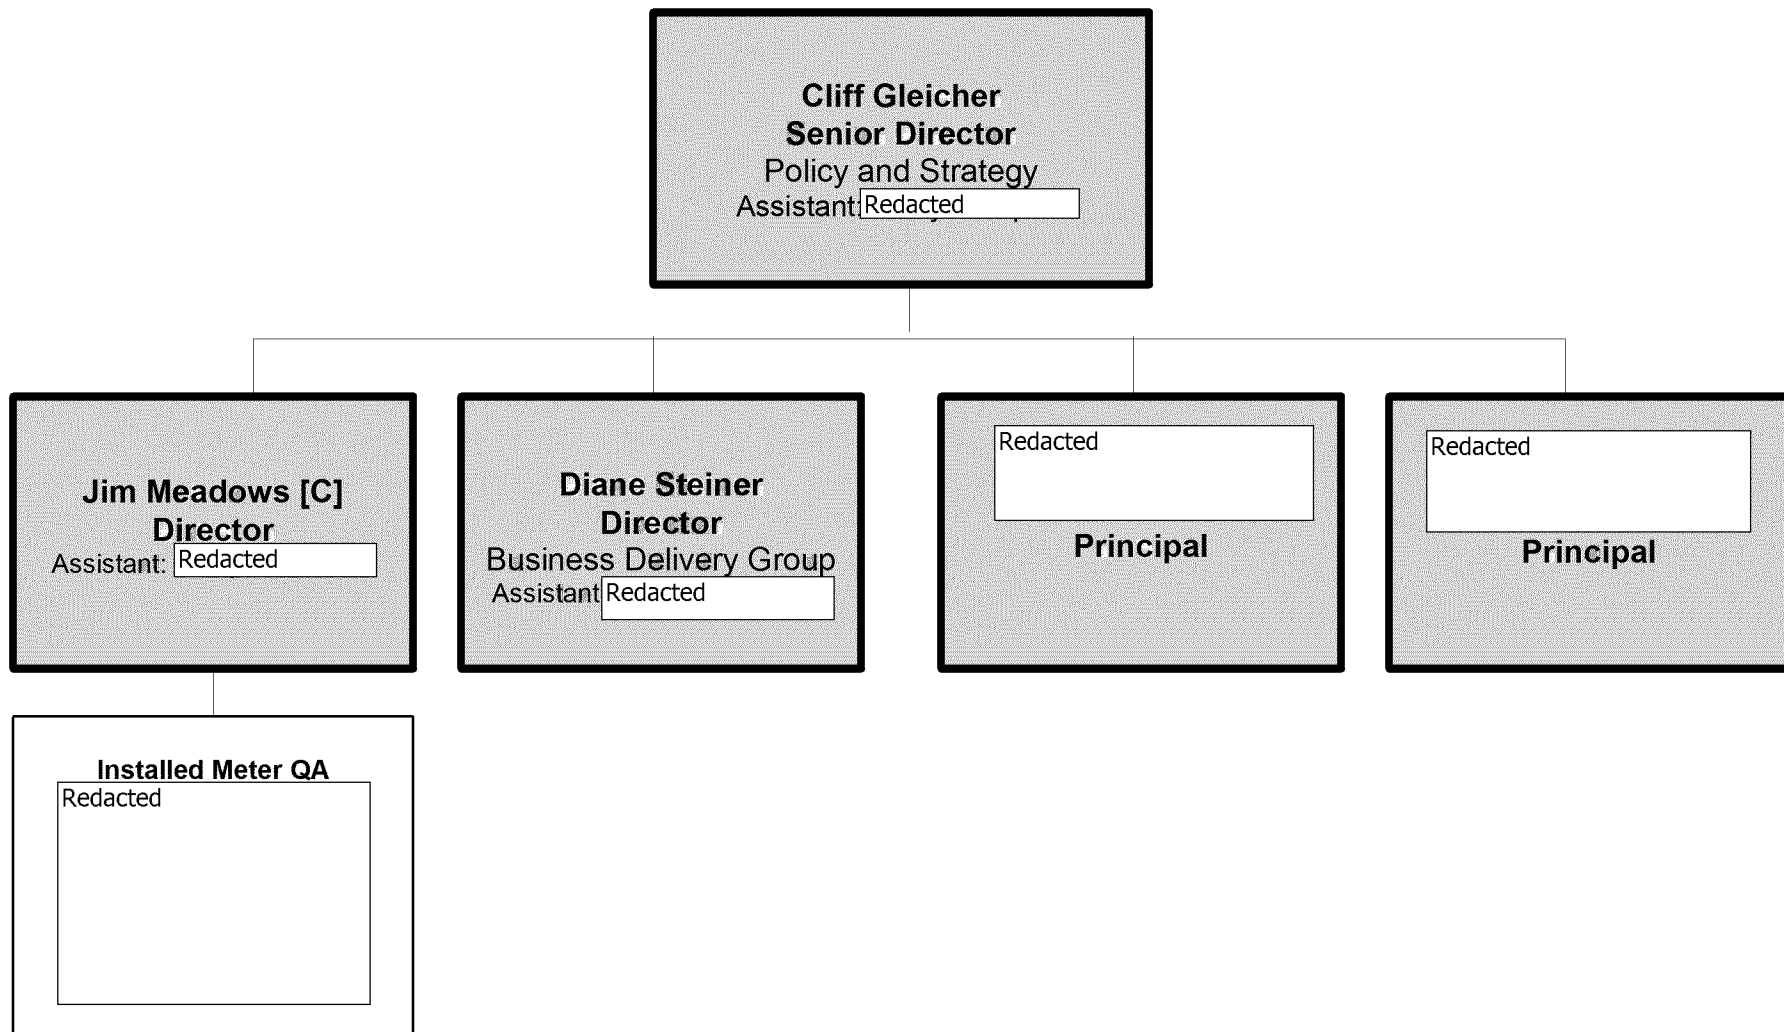 Cliff Gleicher
Senior Director
Policy and Strategy
Assistant: Redacted
Jim Meadows [C]
Director
Assistant: Redacted
Diane Steiner
Director
Business Delivery Group
Assistant Redacted
Redacted
Principal
Redacted
Principal
Installed Meter QA
Redacted